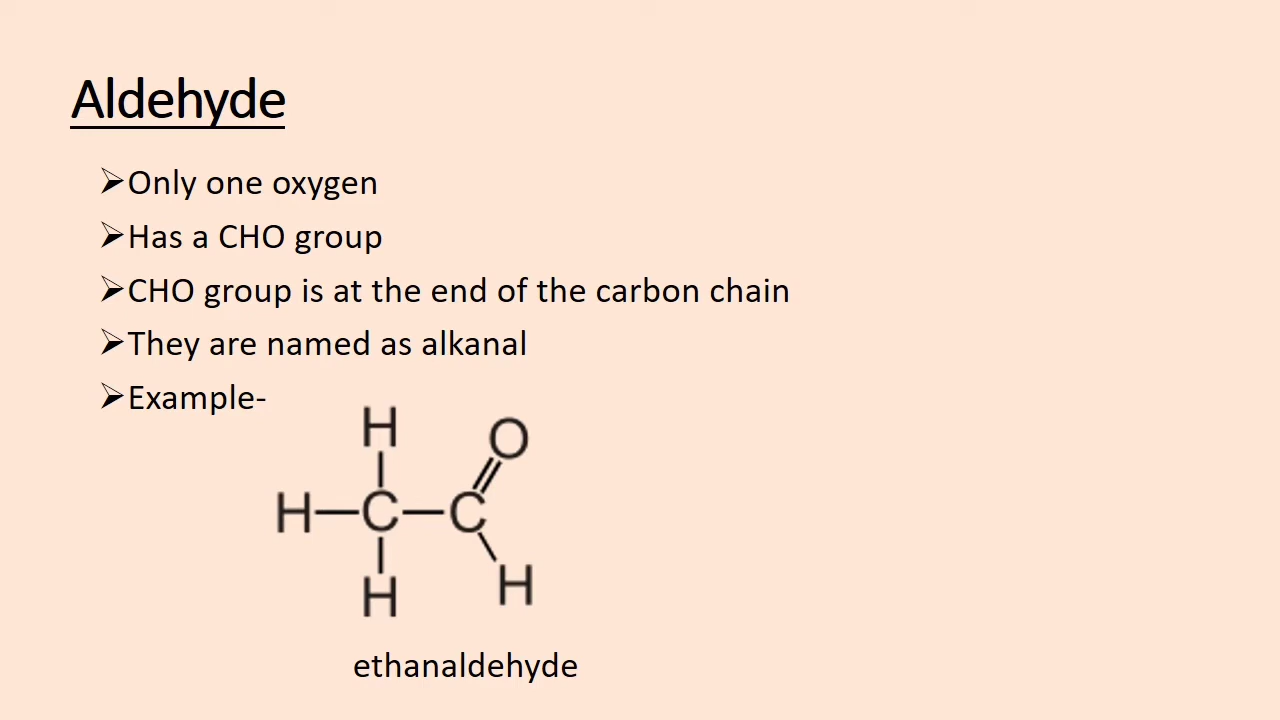 Aldehyde
➢Only one oxygen
➢Has a CHO group
➢CHO group is at the end of the carbon chain
➢They are named as alkanal
➢Example-
H
O
H—C—C
H
H
ethanaldehyde